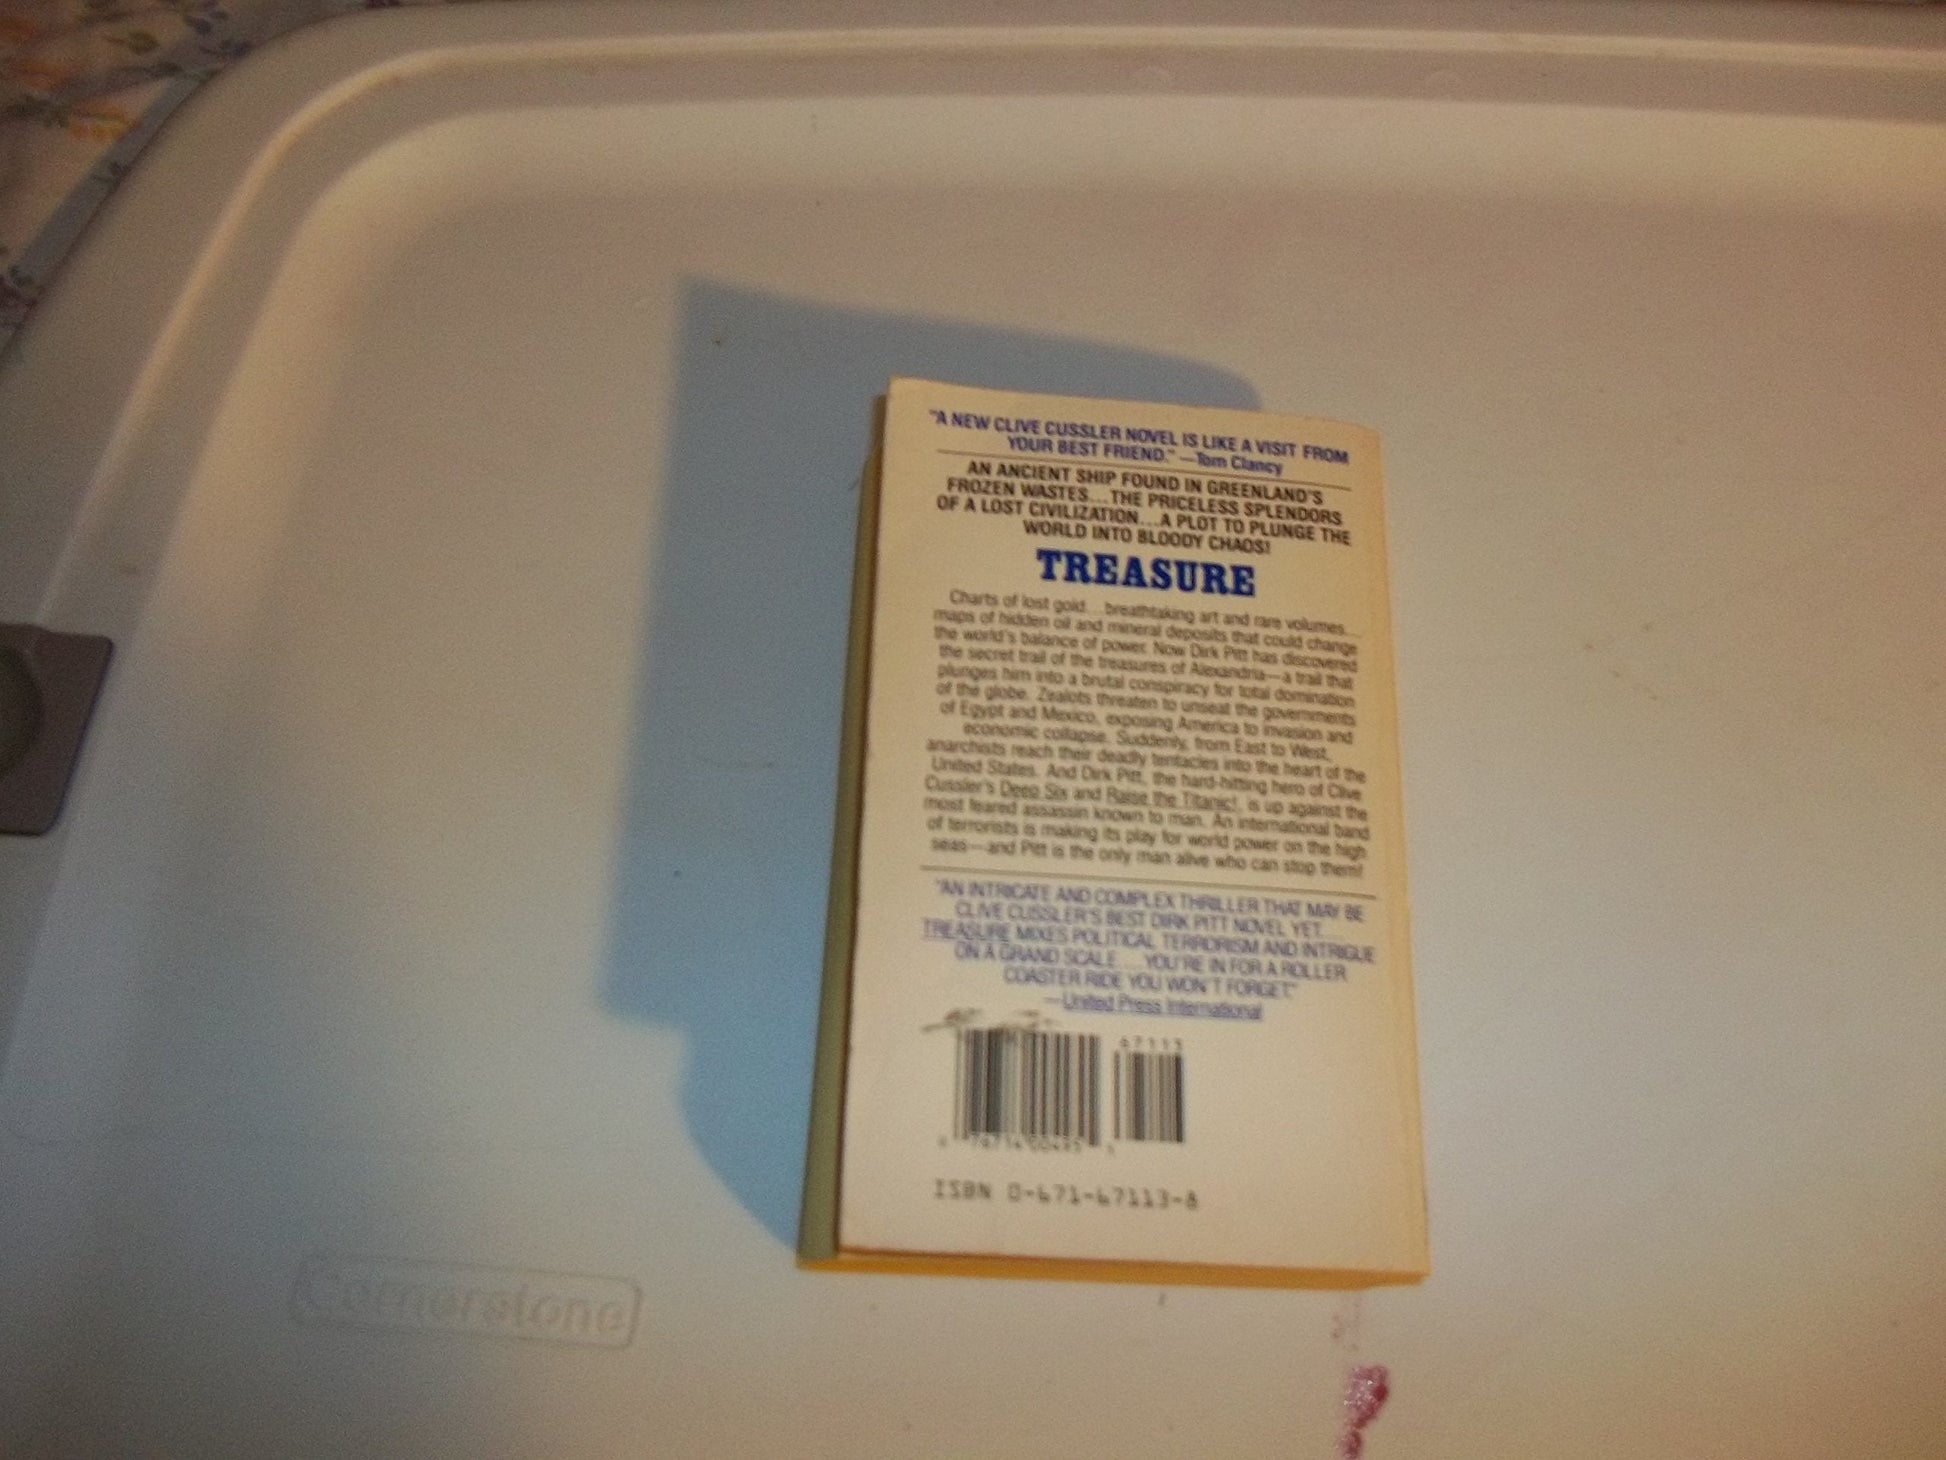 "A NEW CLIVE CUSSLER NOVEL IS LIKE A VISIT FROM
YOUR BEST FRIEND." —Tom Clancy
AN ANCIENT SHIP FOUND IN GREENLAND'S
FROZEN WASTES...THE PRICELESS SPLENDORS
OF A LOST CIVILIZATION...A PLOT TO PLUNGE THE
WORLD INTO BLOODY CHAOS!
TREASURE
Charts of lost gold...breathtaking art and rare volumes...
maps of hidden oil and mineral deposits that could change
the world's balance of power. Now Dirk Pitt has discovered
the secret trail of the treasures of Alexandria—a trail that
plunges him into a brutal conspiracy for total domination
of the globe. Zealots threaten to unseat the governments
of Egypt and Mexico, exposing America to invasion and
economic collapse. Suddenly, from East to West,
anarchists reach their deadly tentacles into the heart of the
United States. And Dirk Pitt, the hard-hitting hero of Clive
Cussler's Deep Six and Raise the Titanic!, is up against the
most feared assassin known to man. An international band
of terrorists is making its play for world power on the high
seas—and Pitt is the only man alive who can stop them!
"AN INTRICATE AND COMPLEX THRILLER THAT MAY BE
CLIVE CUSSLER'S BEST DIRK PITT NOVEL YET....
TREASURE MIXES POLITICAL TERRORISM AND INTRIGUE
ON A GRAND SCALE.... YOU'RE IN FOR A ROLLER
COASTER RIDE YOU WON'T FORGET."
—United Press International
67113
ISBN 0-671-67113-8
Cornerstone